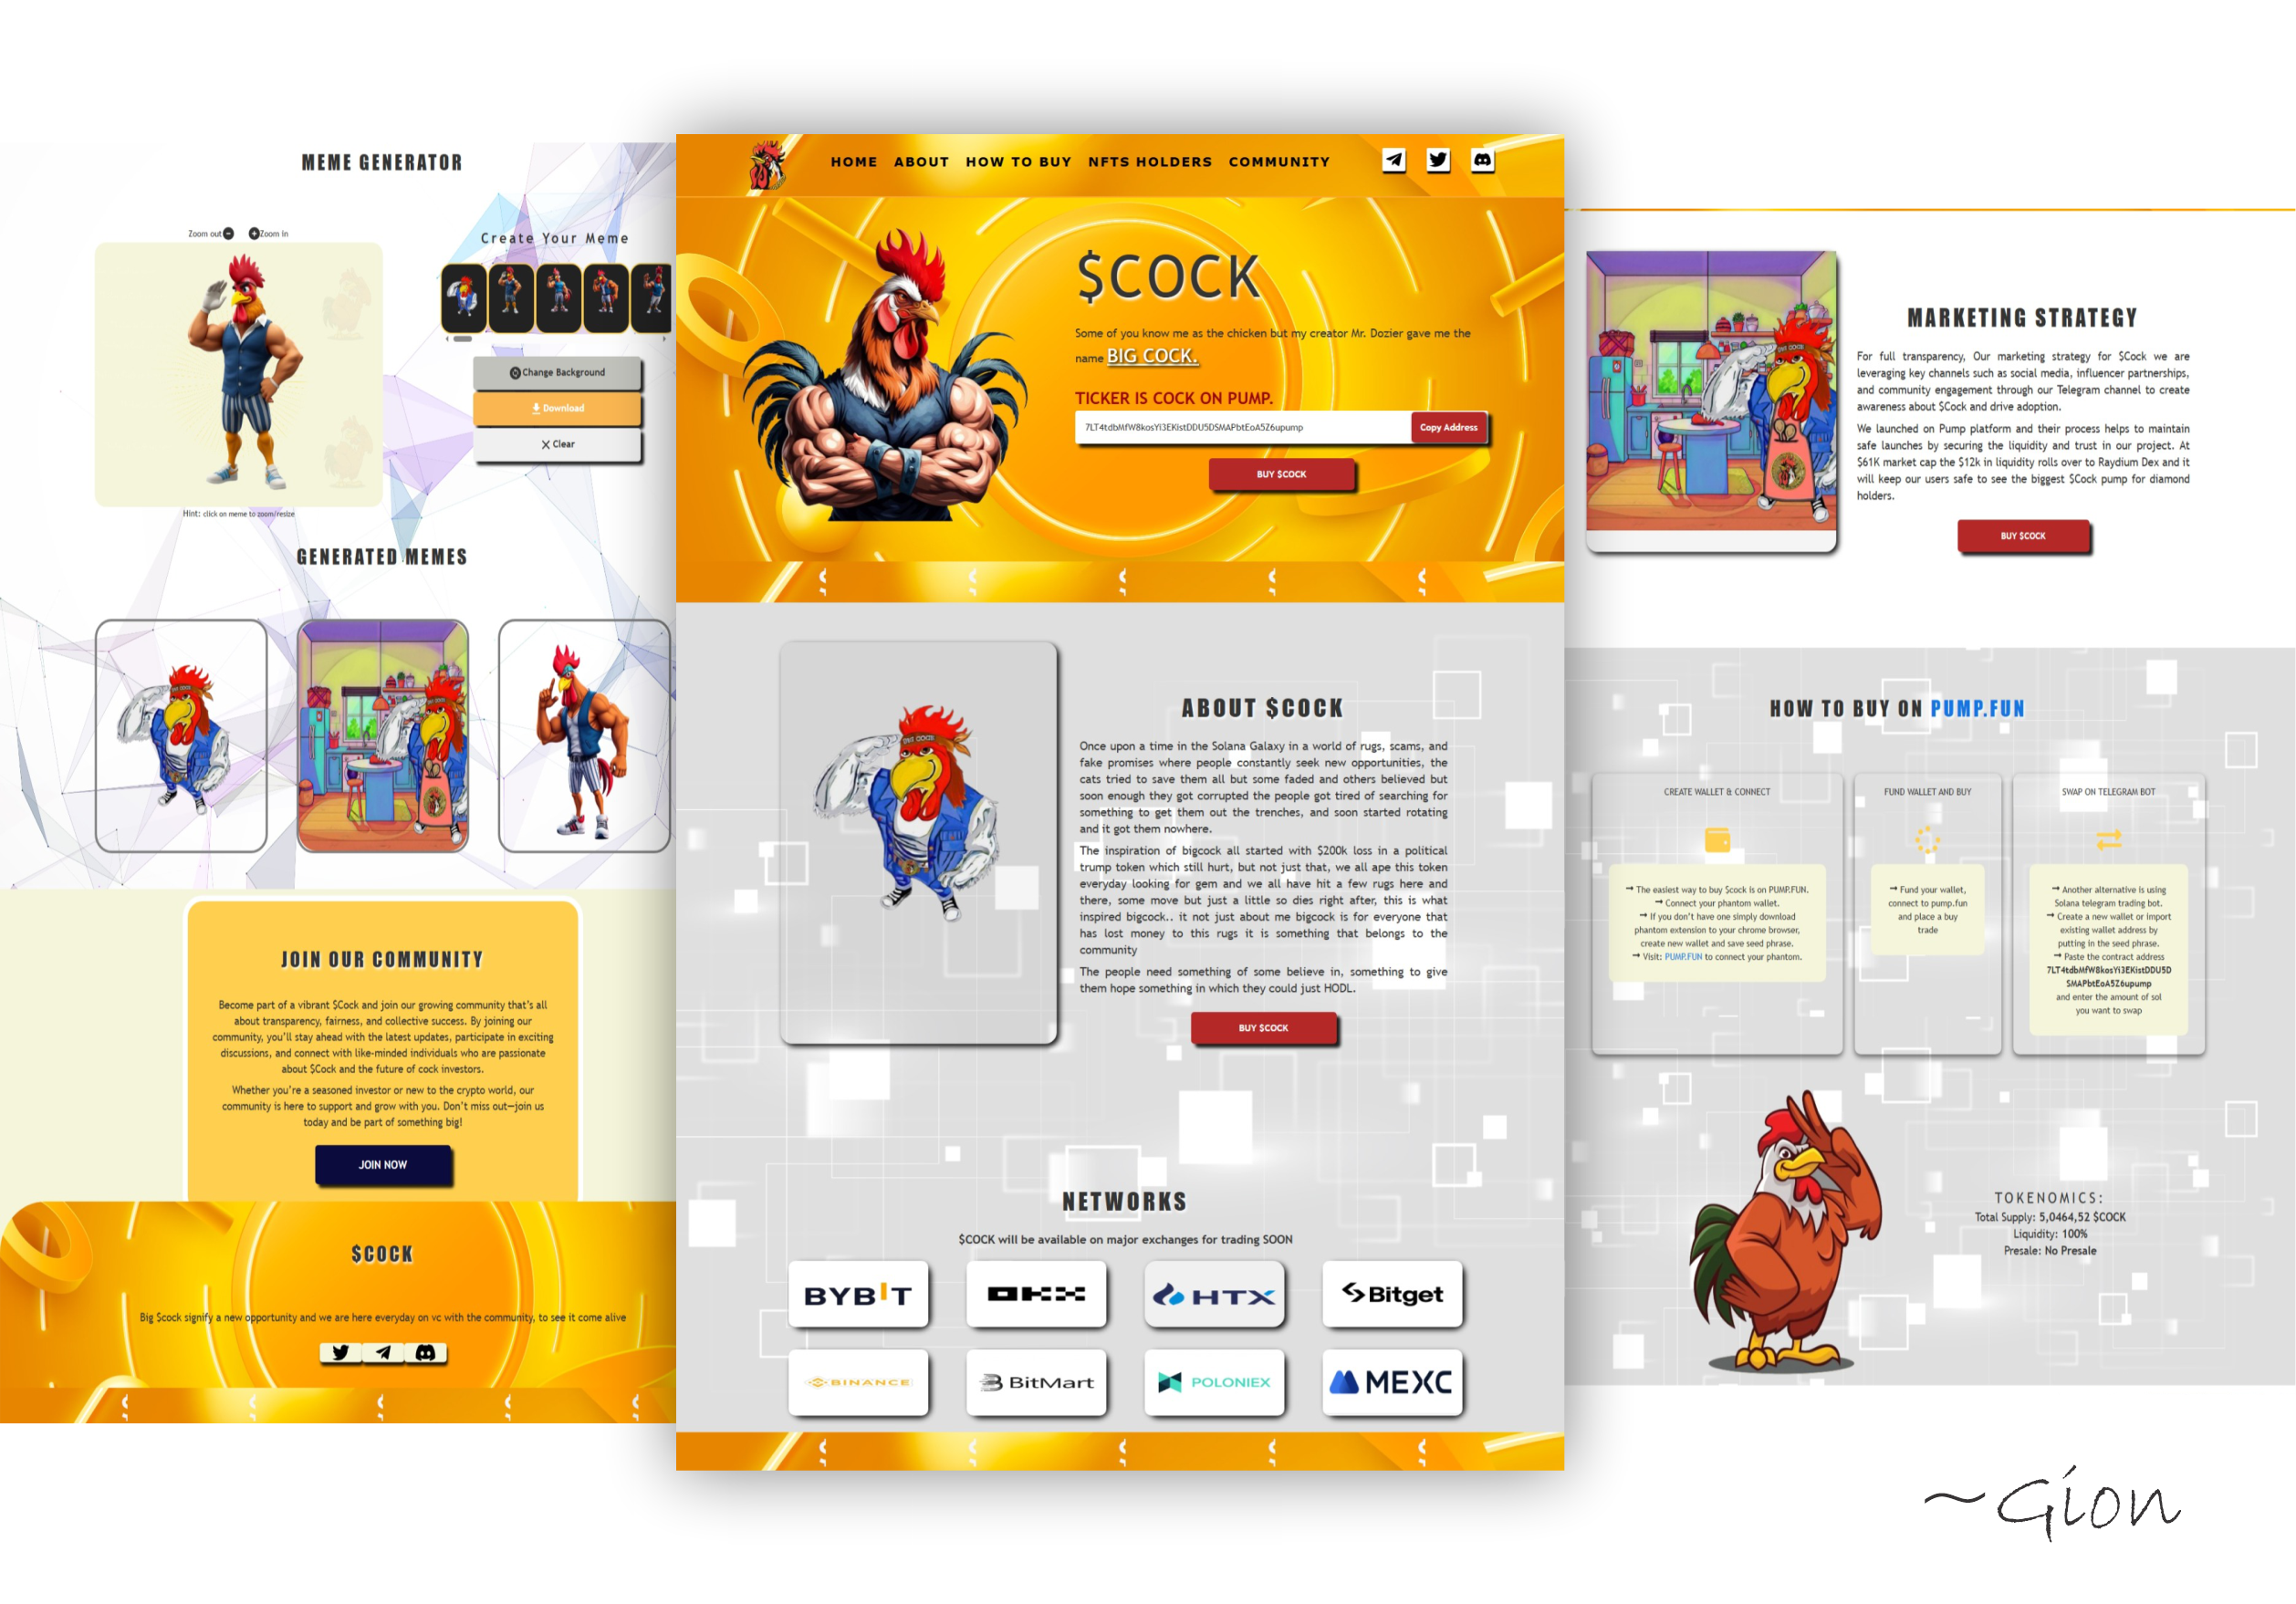 MEME GENERATOR
Zoom out
Zoom in
Create Your Meme
Change Background
Download
Clear
Hint: click on meme to zoom/resize
GENERATED MEMES
JOIN OUR COMMUNITY
Become part of a vibrant $Cock and join our growing community that's all
about transparency, fairness, and collective success. By joining our
community, you'll stay ahead with the latest updates, participate in exciting
discussions, and connect with like-minded individuals who are passionate
about $Cock and the future of cock investors.
Whether you're a seasoned investor or new to the crypto world, our
community is here to support and grow with you. Don't miss out—join us
today and be part of something big!
JOIN NOW
$COCK
Big $cock signify a new opportunity and we are here everyday on vc with the community, to see it come alive
HOME ABOUT HOW TO BUY NFTS HOLDERS COMMUNITY
$COCK
Some of you know me as the chicken but my creator Mr. Dozier gave me the
name BIG COCK.
TICKER IS COCK ON PUMP.
7LT4tdbMfW8kosYi3EKistDDU5DSMAPbtEoA5Z6upump
Copy Address
BUY $COCK
ABOUT $COCK
Once upon a time in the Solana Galaxy in a world of rugs, scams, and
fake promises where people constantly seek new opportunities, the
cats tried to save them all but some faded and others believed but
soon enough they got corrupted the people got tired of searching for
something to get them out the trenches, and soon started rotating
and it got them nowhere.
The inspiration of bigcock all started with $200k loss in a political
trump token which still hurt, but not just that, we all ape this token
everyday looking for gem and we all have hit a few rugs here and
there, some move but just a little so dies right after, this is what
inspired bigcock.. it not just about me bigcock is for everyone that
has lost money to this rugs it is something that belongs to the
community
The people need something of some believe in, something to give
them hope something in which they could just HODL.
BUY $COCK
NETWORKS
$COCK will be available on major exchanges for trading SOON
BYBIT
OKX
HTX
Bitget
BINANCE
BitMart
POLONIEX
MEXC
MARKETING STRATEGY
For full transparency, Our marketing strategy for $Cock we are
leveraging key channels such as social media, influencer partnerships,
and community engagement through our Telegram channel to create
awareness about $Cock and drive adoption.
We launched on Pump platform and their process helps to maintain
safe launches by securing the liquidity and trust in our project. At
$61K market cap the $12k in liquidity rolls over to Raydium Dex and it
will keep our users safe to see the biggest $Cock pump for diamond
holders.
BUY $COCK
HOW TO BUY ON PUMP.FUN
CREATE WALLET & CONNECT
➞ The easiest way to buy $cock is on PUMP.FUN.
➞ Connect your phantom wallet.
➞ If you don't have one simply download
phantom extension to your chrome browser,
create new wallet and save seed phrase.
➞ Visit: PUMP.FUN to connect your phantom.
FUND WALLET AND BUY
➞ Fund your wallet,
connect to pump.fun
and place a buy
trade
SWAP ON TELEGRAM BOT
➞ Another alternative is using
Solana telegram trading bot.
➞ Create a new wallet or import
existing wallet address by
putting in the seed phrase.
➞ Paste the contract address
7LT4tdbMfW8kosYi3EKistDDU5D
SMAPbtEoA5Z6upump
and enter the amount of sol
you want to swap
TOKENOMICS:
Total Supply: 5,0464,52 $COCK
Liquidity: 100%
Presale: No Presale
~Gion